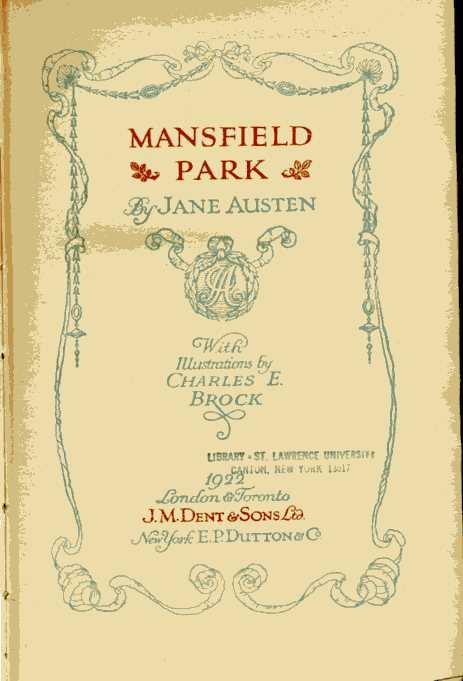 MANSFIELD
PARK
By JANE AUSTEN
JA
With
Illustrations by
CHARLES E.
BROCK
LIBRARY - ST. LAWRENCE UNIVERSITY
CANTON, NEW YORK 13617
1922
London & Toronto
J. M. DENT & SONS Ltd.
New York E. P. DUTTON & Co